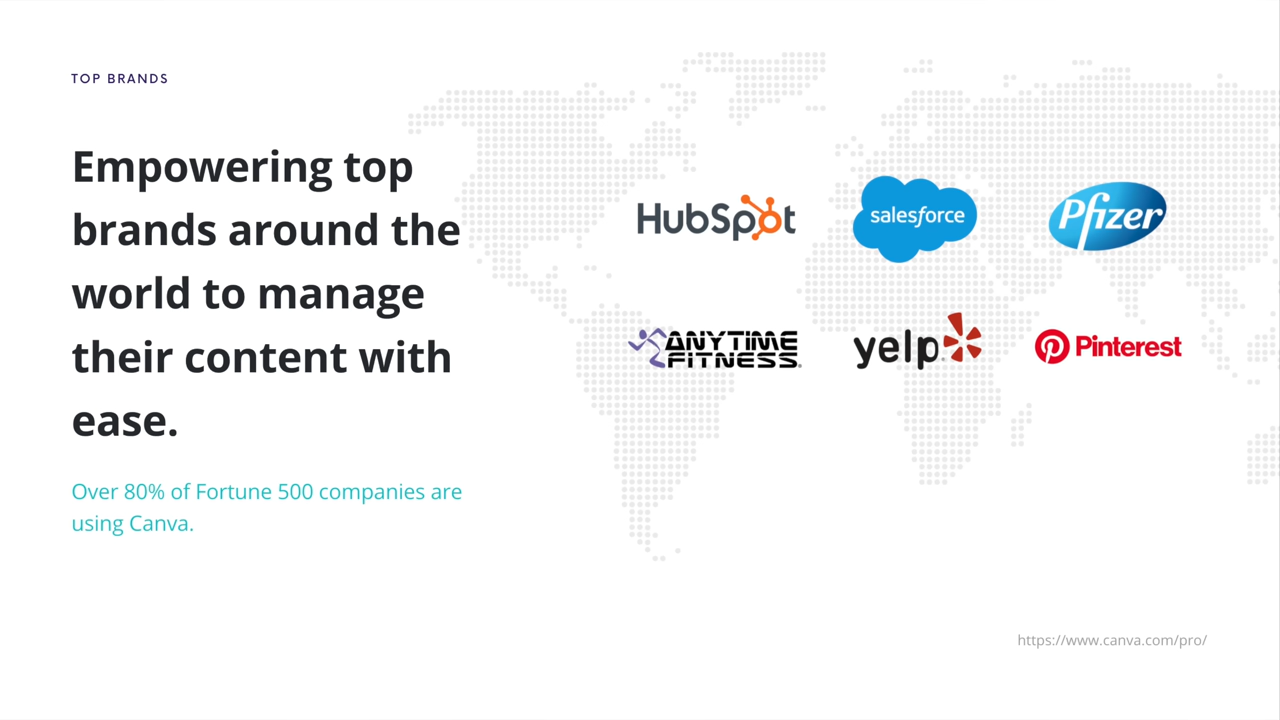 TOP BRANDS
Empowering top
brands around the
world to manage
their content with
ease.
Over 80% of Fortune 500 companies are
using Canva.
HubSpot
salesforce
Pfizer
ANYTIME
FITNESS®
yelp
Pinterest
https://www.canva.com/pro/